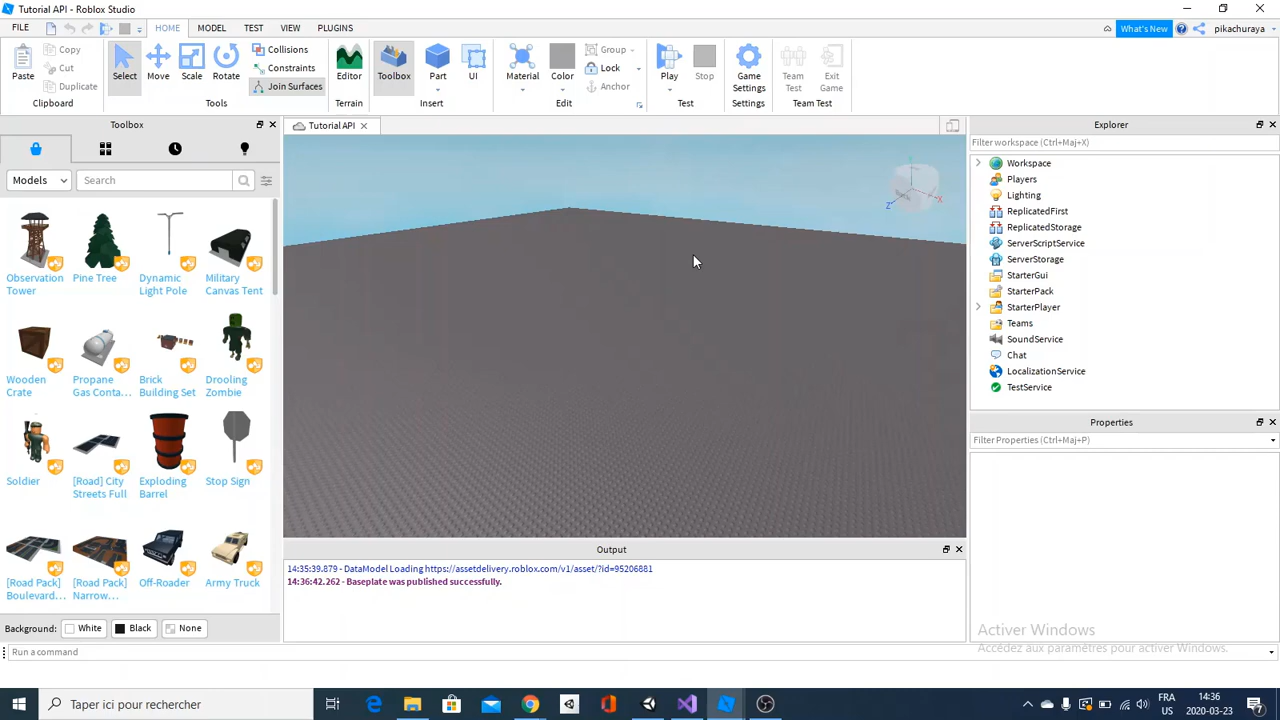 Tutorial API - Roblox Studio
FILE HOME MODEL TEST VIEW PLUGINS What's New pikachuraya
Paste Copy Cut Duplicate Clipboard
Select Move Scale Rotate Collisions Constraints Join Surfaces Tools
Editor Terrain
Toolbox Part UI Insert
Material Color Group Lock Anchor Edit
Play Stop Test
Game Settings Settings
Team Test Exit Game Team Test
Toolbox
Models Search
Observation Tower
Pine Tree
Dynamic Light Pole
Military Canvas Tent
Wooden Crate
Propane Gas Conta...
Brick Building Set
Drooling Zombie
Soldier
[Road] City Streets Full
Exploding Barrel
Stop Sign
[Road Pack] Boulevard...
[Road Pack] Narrow...
Off-Roader
Army Truck
Background: White Black None
Tutorial API
X
Z
Output
14:35:39.879 - DataModel Loading https://assetdelivery.roblox.com/v1/asset/?id=95206881
14:36:42.262 - Baseplate was published successfully.
Explorer
Filter workspace (Ctrl+Maj+X)
Workspace
Players
Lighting
ReplicatedFirst
ReplicatedStorage
ServerScriptService
ServerStorage
StarterGui
StarterPack
StarterPlayer
Teams
SoundService
Chat
LocalizationService
TestService
Properties
Filter Properties (Ctrl+Maj+P)
Activer Windows
Accédez aux paramètres pour activer Windows.
Run a command
Taper ici pour rechercher
FRA
US
14:36
2020-03-23